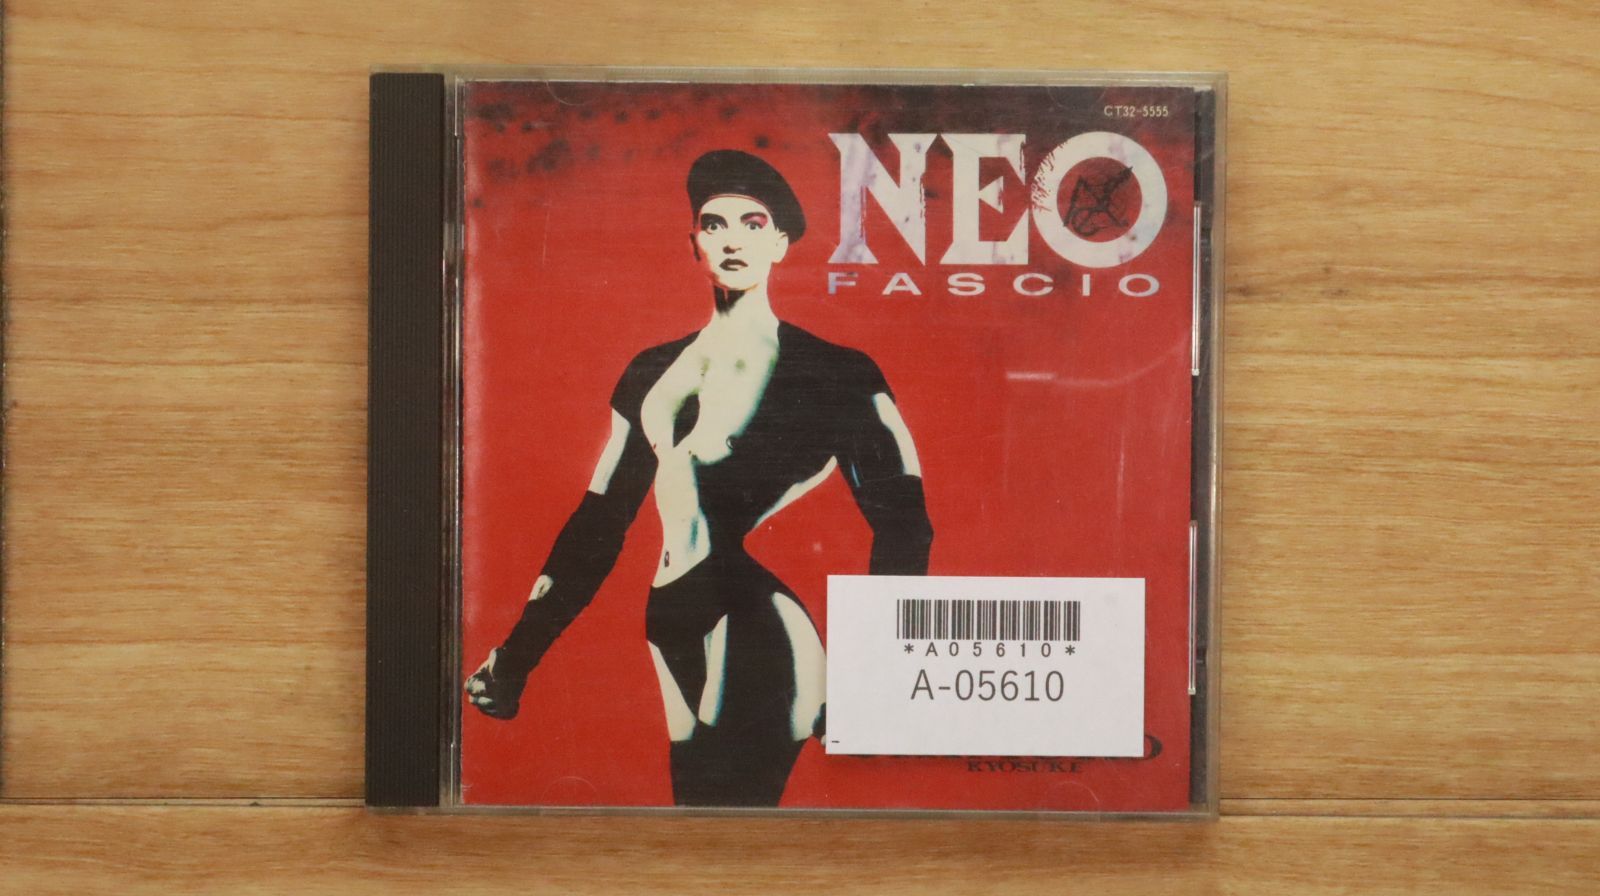 CT32-5555
NEO
FASCIO
*A05610*
A-05610
KYOSUKE